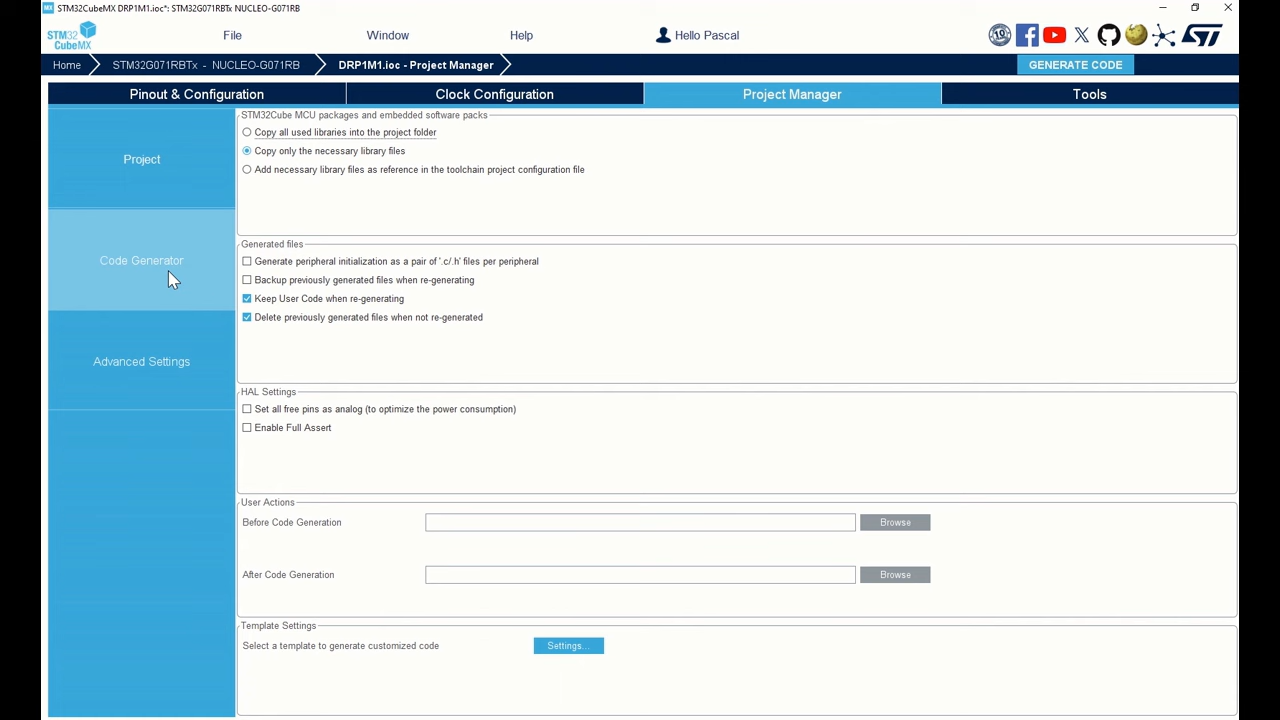 MX STM32CubeMX DRP1M1.ioc*: STM32G071RBTx NUCLEO-G071RB
STM32
CubeMX
File
Window
Help
Hello Pascal
10
ST
Home
STM32G071RBTx - NUCLEO-G071RB
DRP1M1.ioc - Project Manager
GENERATE CODE
Pinout & Configuration
Clock Configuration
Project Manager
Tools
Project
Code Generator
Advanced Settings
STM32Cube MCU packages and embedded software packs
Copy all used libraries into the project folder
Copy only the necessary library files
Add necessary library files as reference in the toolchain project configuration file
Generated files
Generate peripheral initialization as a pair of '.c/.h' files per peripheral
Backup previously generated files when re-generating
Keep User Code when re-generating
Delete previously generated files when not re-generated
HAL Settings
Set all free pins as analog (to optimize the power consumption)
Enable Full Assert
User Actions
Before Code Generation
Browse
After Code Generation
Browse
Template Settings
Select a template to generate customized code
Settings...